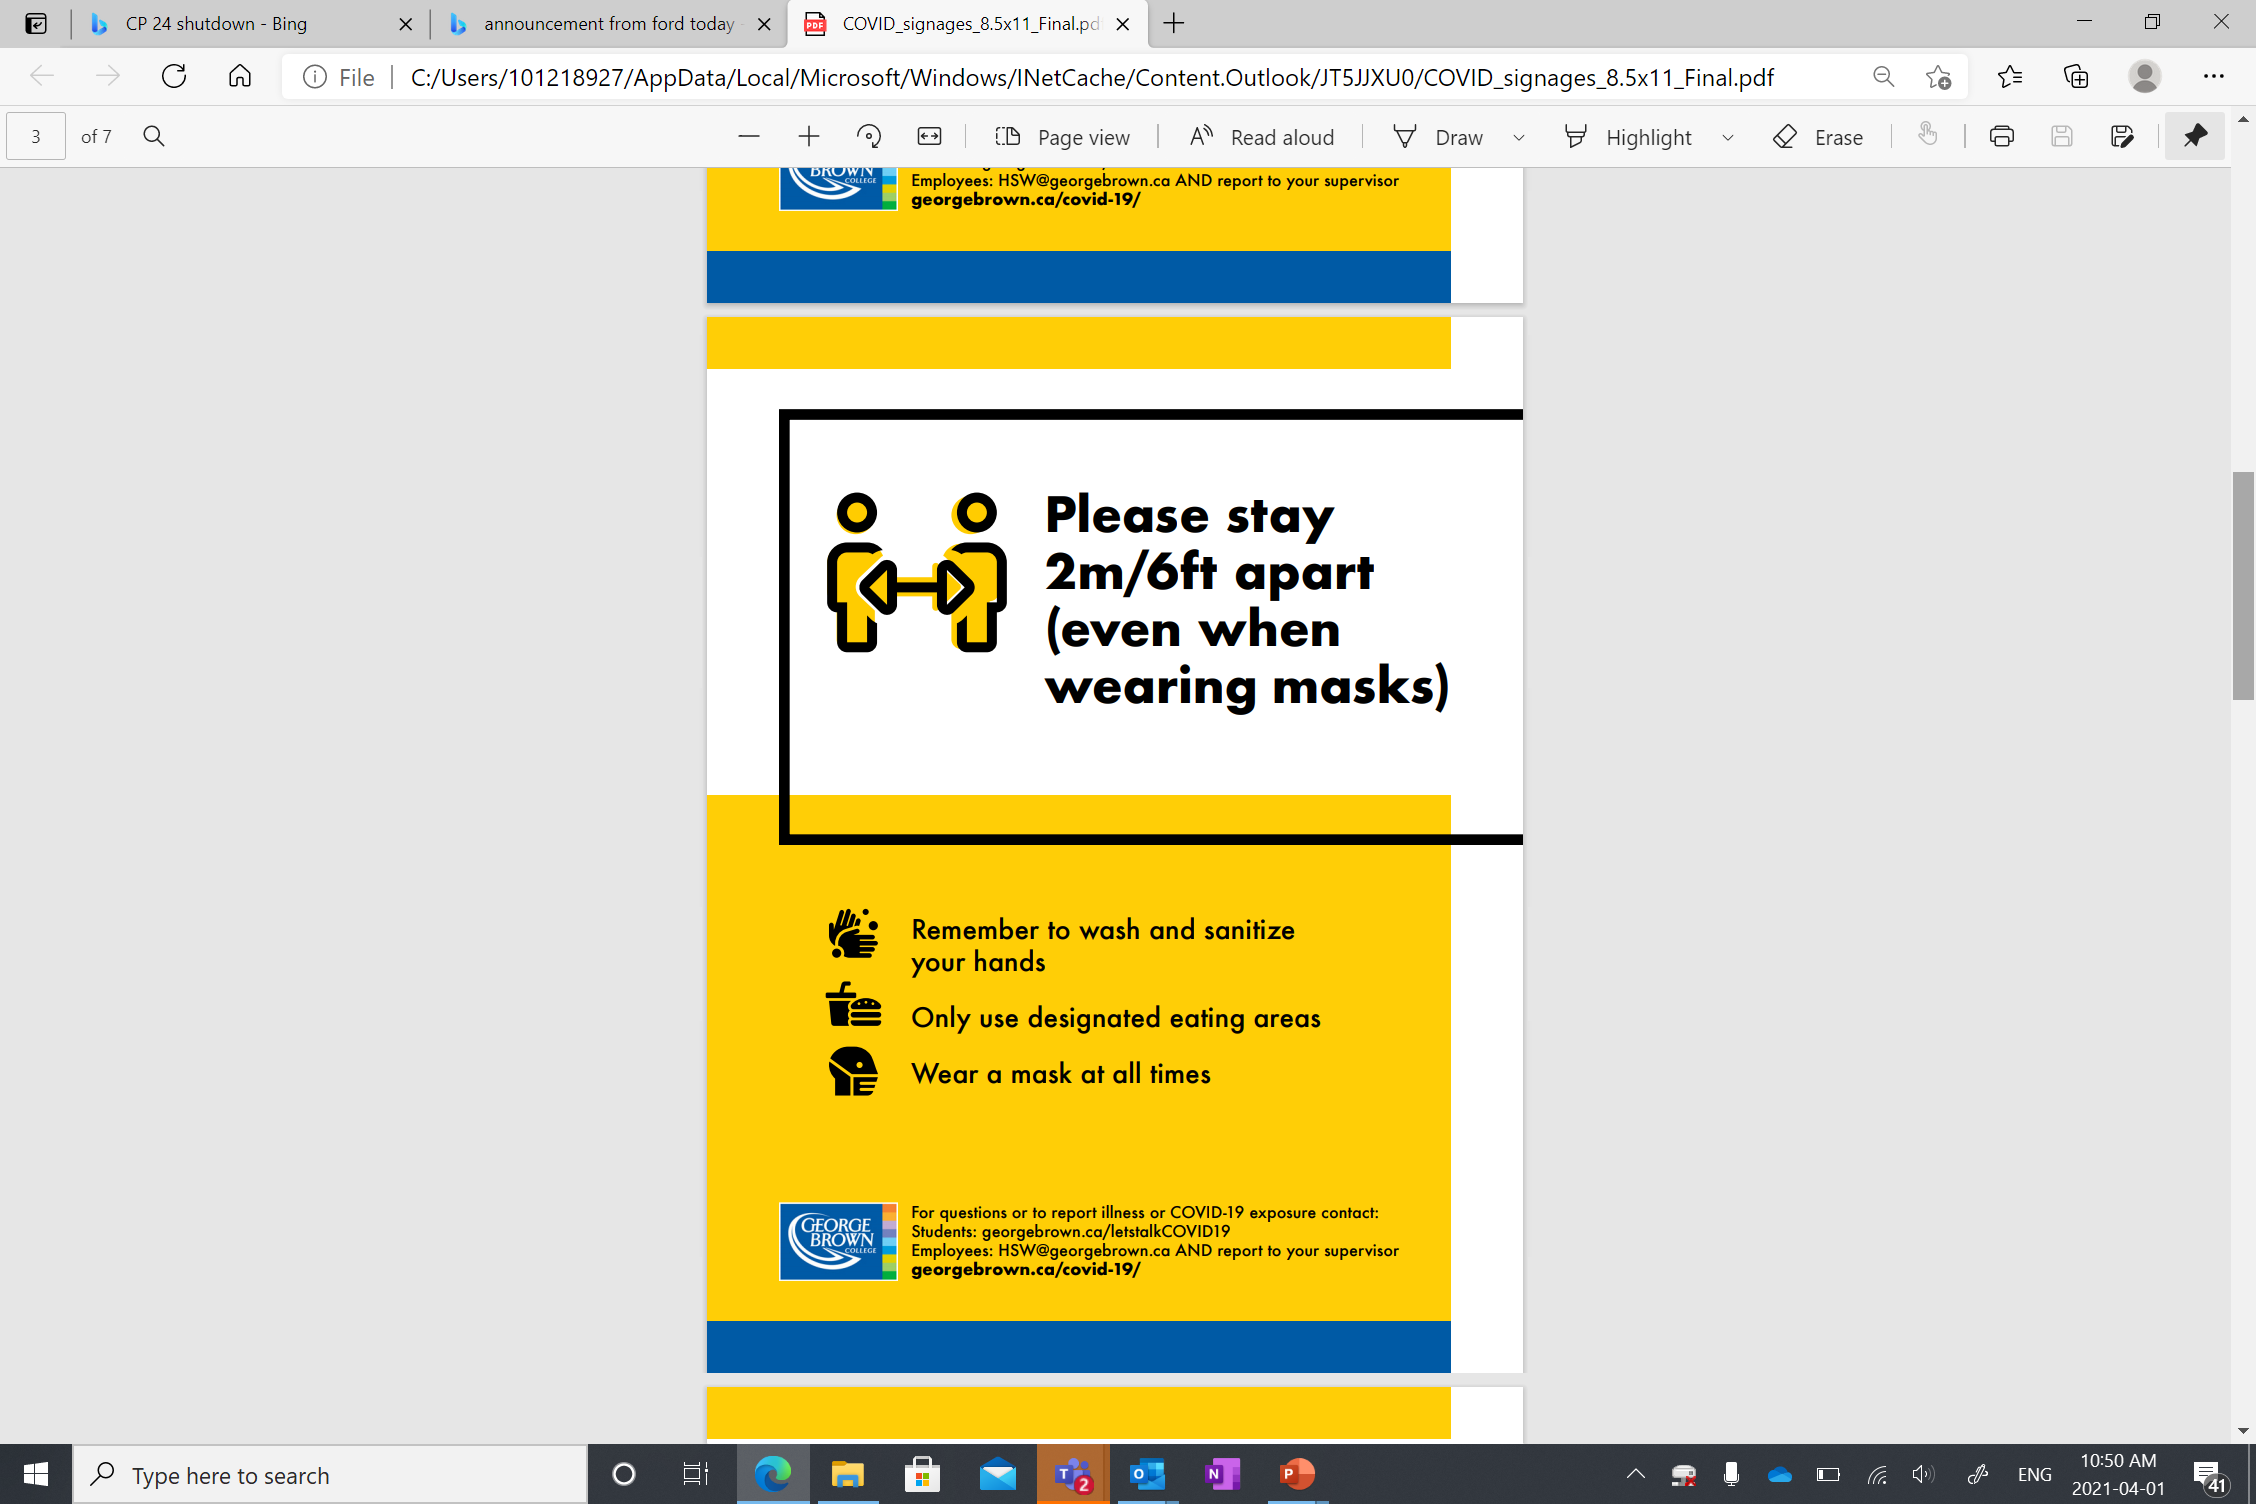 CP 24 shutdown - Bing
announcement from ford today
COVID_signages_8.5x11_Final.pd
File
C:/Users/101218927/AppData/Local/Microsoft/Windows/INetCache/Content.Outlook/JT5JJXU0/COVID_signages_8.5x11_Final.pdf
3 of 7
Page view
Read aloud
Draw
Highlight
Erase
BROWN
COLLEGE
Employees: HSW@georgebrown.ca AND report to your supervisor
georgebrown.ca/covid-19/
Please stay
2m/6ft apart
(even when
wearing masks)
Remember to wash and sanitize
your hands
Only use designated eating areas
Wear a mask at all times
GEORGE
BROWN
COLLEGE
For questions or to report illness or COVID-19 exposure contact:
Students: georgebrown.ca/letstalkCOVID19
Employees: HSW@georgebrown.ca AND report to your supervisor
georgebrown.ca/covid-19/
Type here to search
2
ENG
10:50 AM
2021-04-01
41